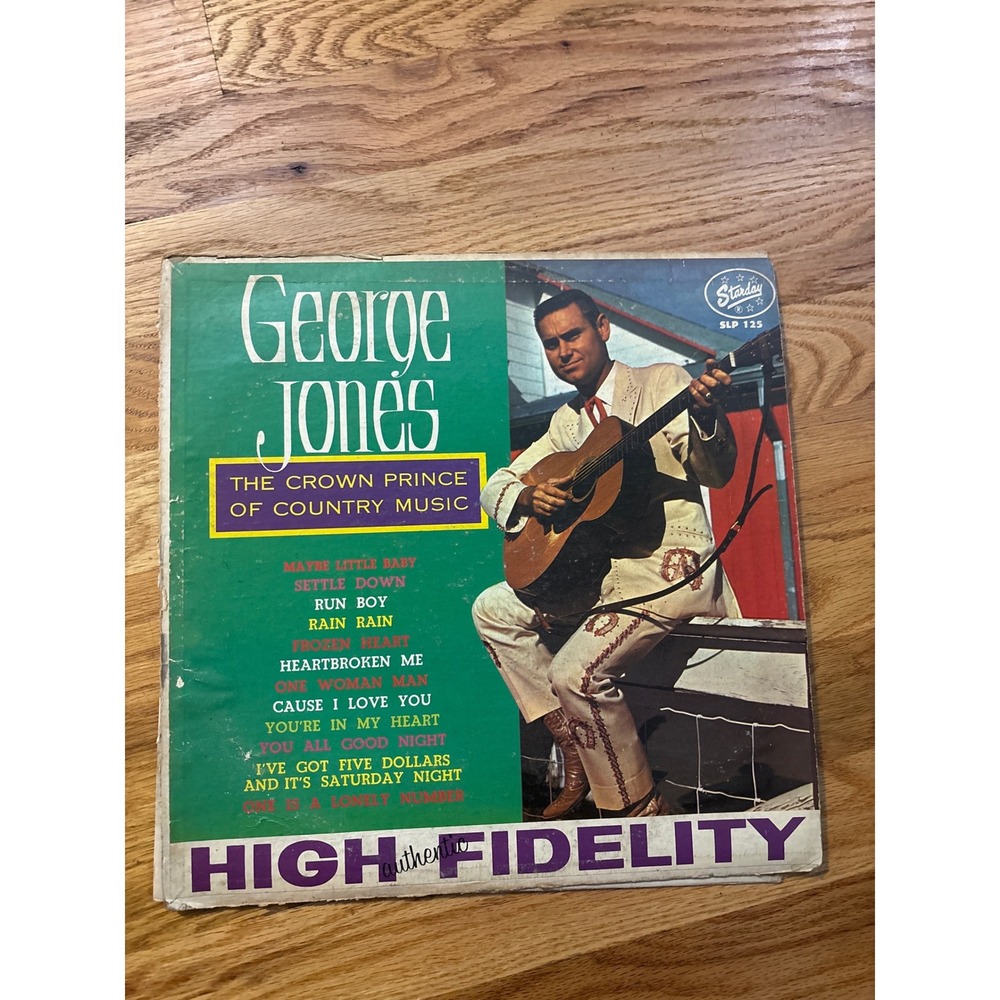 George
Jones
THE CROWN PRINCE
OF COUNTRY MUSIC
MAYBE LITTLE BABY
SETTLE DOWN
RUN BOY
RAIN RAIN
FROZEN HEART
HEARTBROKEN ME
ONE WOMAN MAN
CAUSE I LOVE YOU
YOU'RE IN MY HEART
YOU ALL GOOD NIGHT
I'VE GOT FIVE DOLLARS
AND IT'S SATURDAY NIGHT
ONE IS A LONELY NUMBER
Starday
SLP 125
HIGH authentic FIDELITY